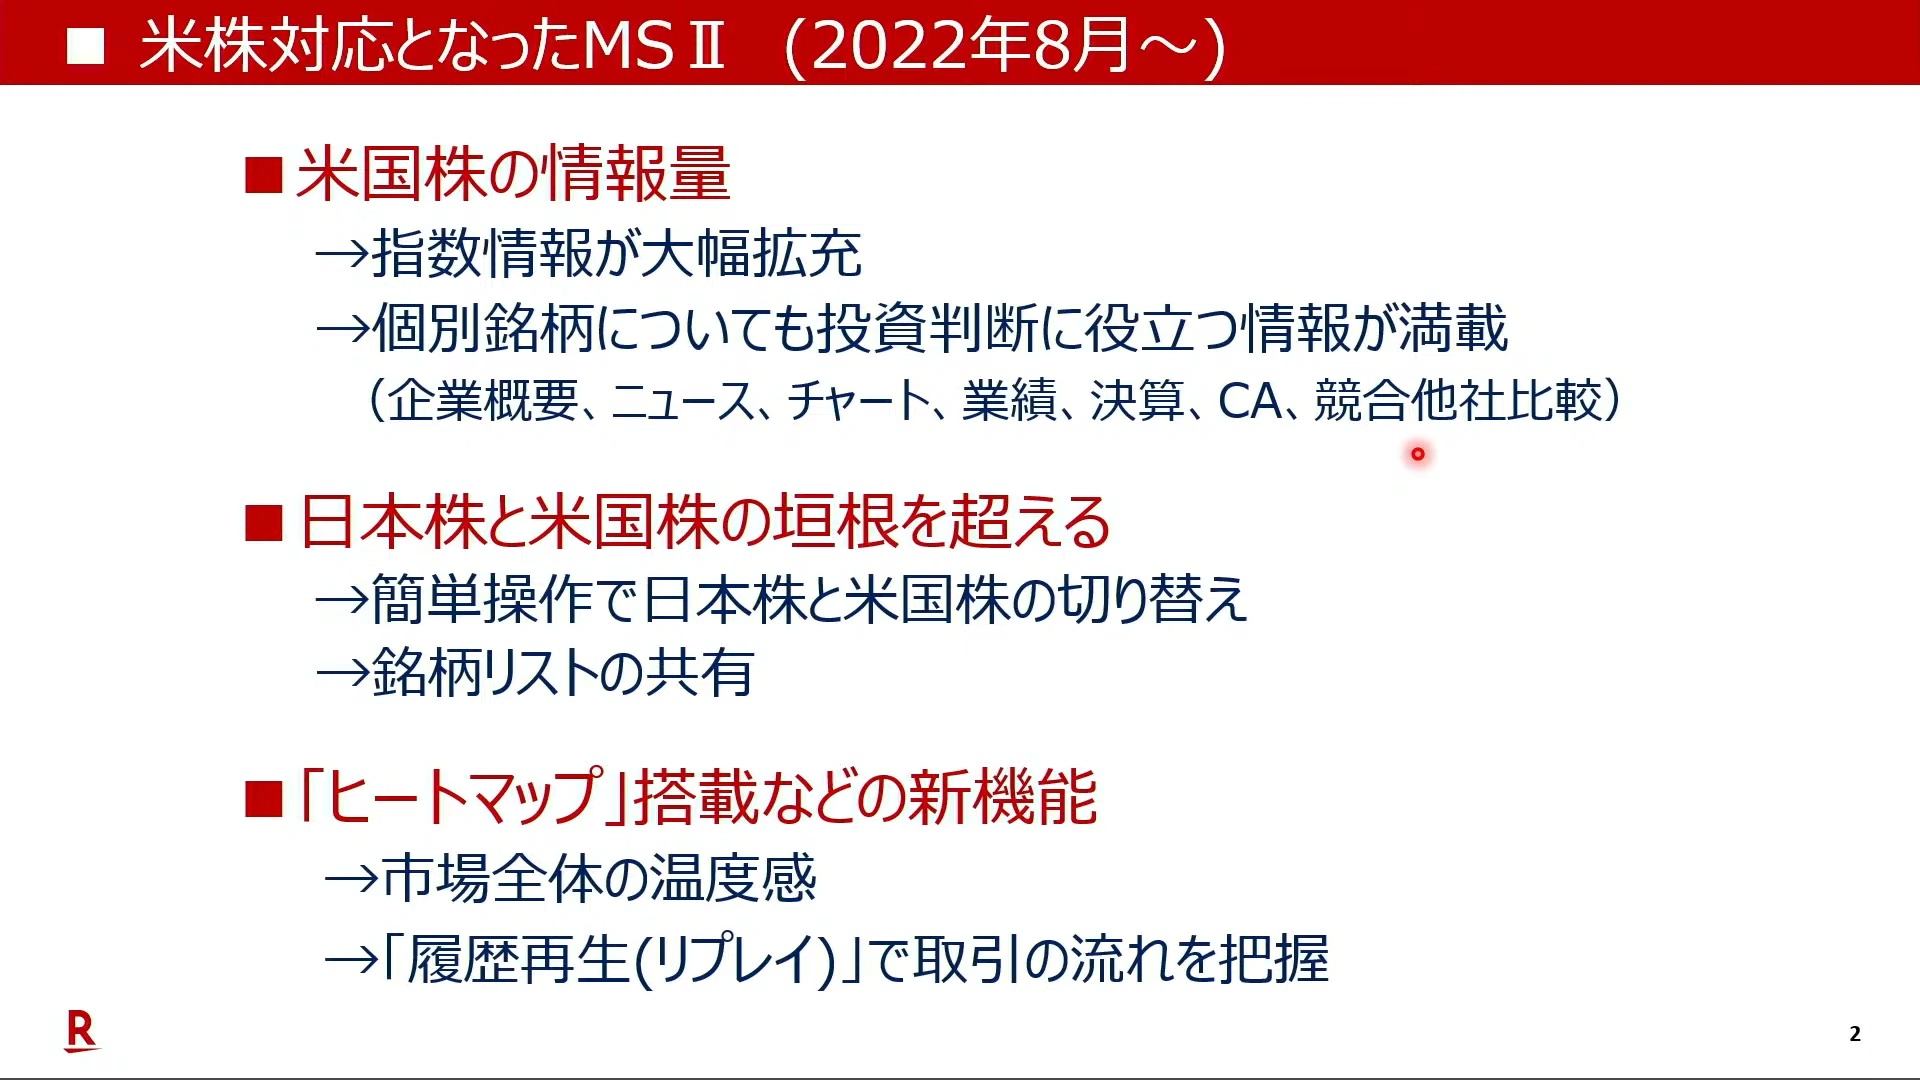 ■ 米株対応となったMSⅡ (2022年8月～)
■米国株の情報量
→指数情報が大幅拡充
→個別銘柄についても投資判断に役立つ情報が満載
（企業概要、ニュース、チャート、業績、決算、CA、競合他社比較）
■日本株と米国株の垣根を超える
→簡単操作で日本株と米国株の切り替え
→銘柄リストの共有
■「ヒートマップ」搭載などの新機能
→市場全体の温度感
→「履歴再生(リプレイ)」で取引の流れを把握
R
2